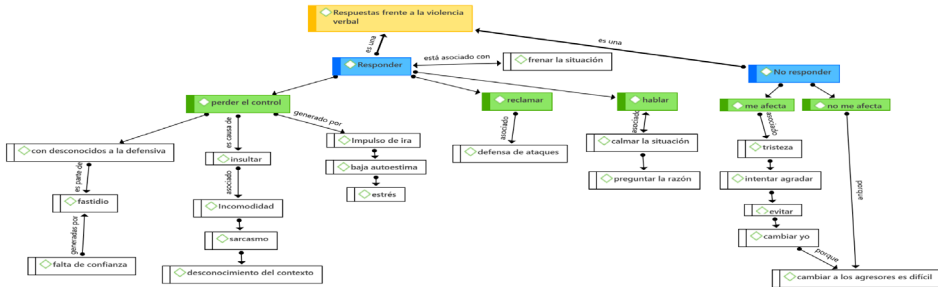 Respuestas frente a la violencia
verbal
es una
es una
Responder
está asociado con
frenar la situación
No responder
perder el control
reclamar
hablar
me afecta
no me afecta
generado por
es causa de
asociado
asociado
asociado
con desconocidos a la defensiva
insultar
Impulso de ira
defensa de ataques
calmar la situación
tristeza
es parte de
asociado
baja autoestima
preguntar la razón
intentar agradar
porque
fastidio
Incomodidad
estrés
evitar
generadas por
sarcasmo
cambiar yo
falta de confianza
desconocimiento del contexto
porque
cambiar a los agresores es difícil